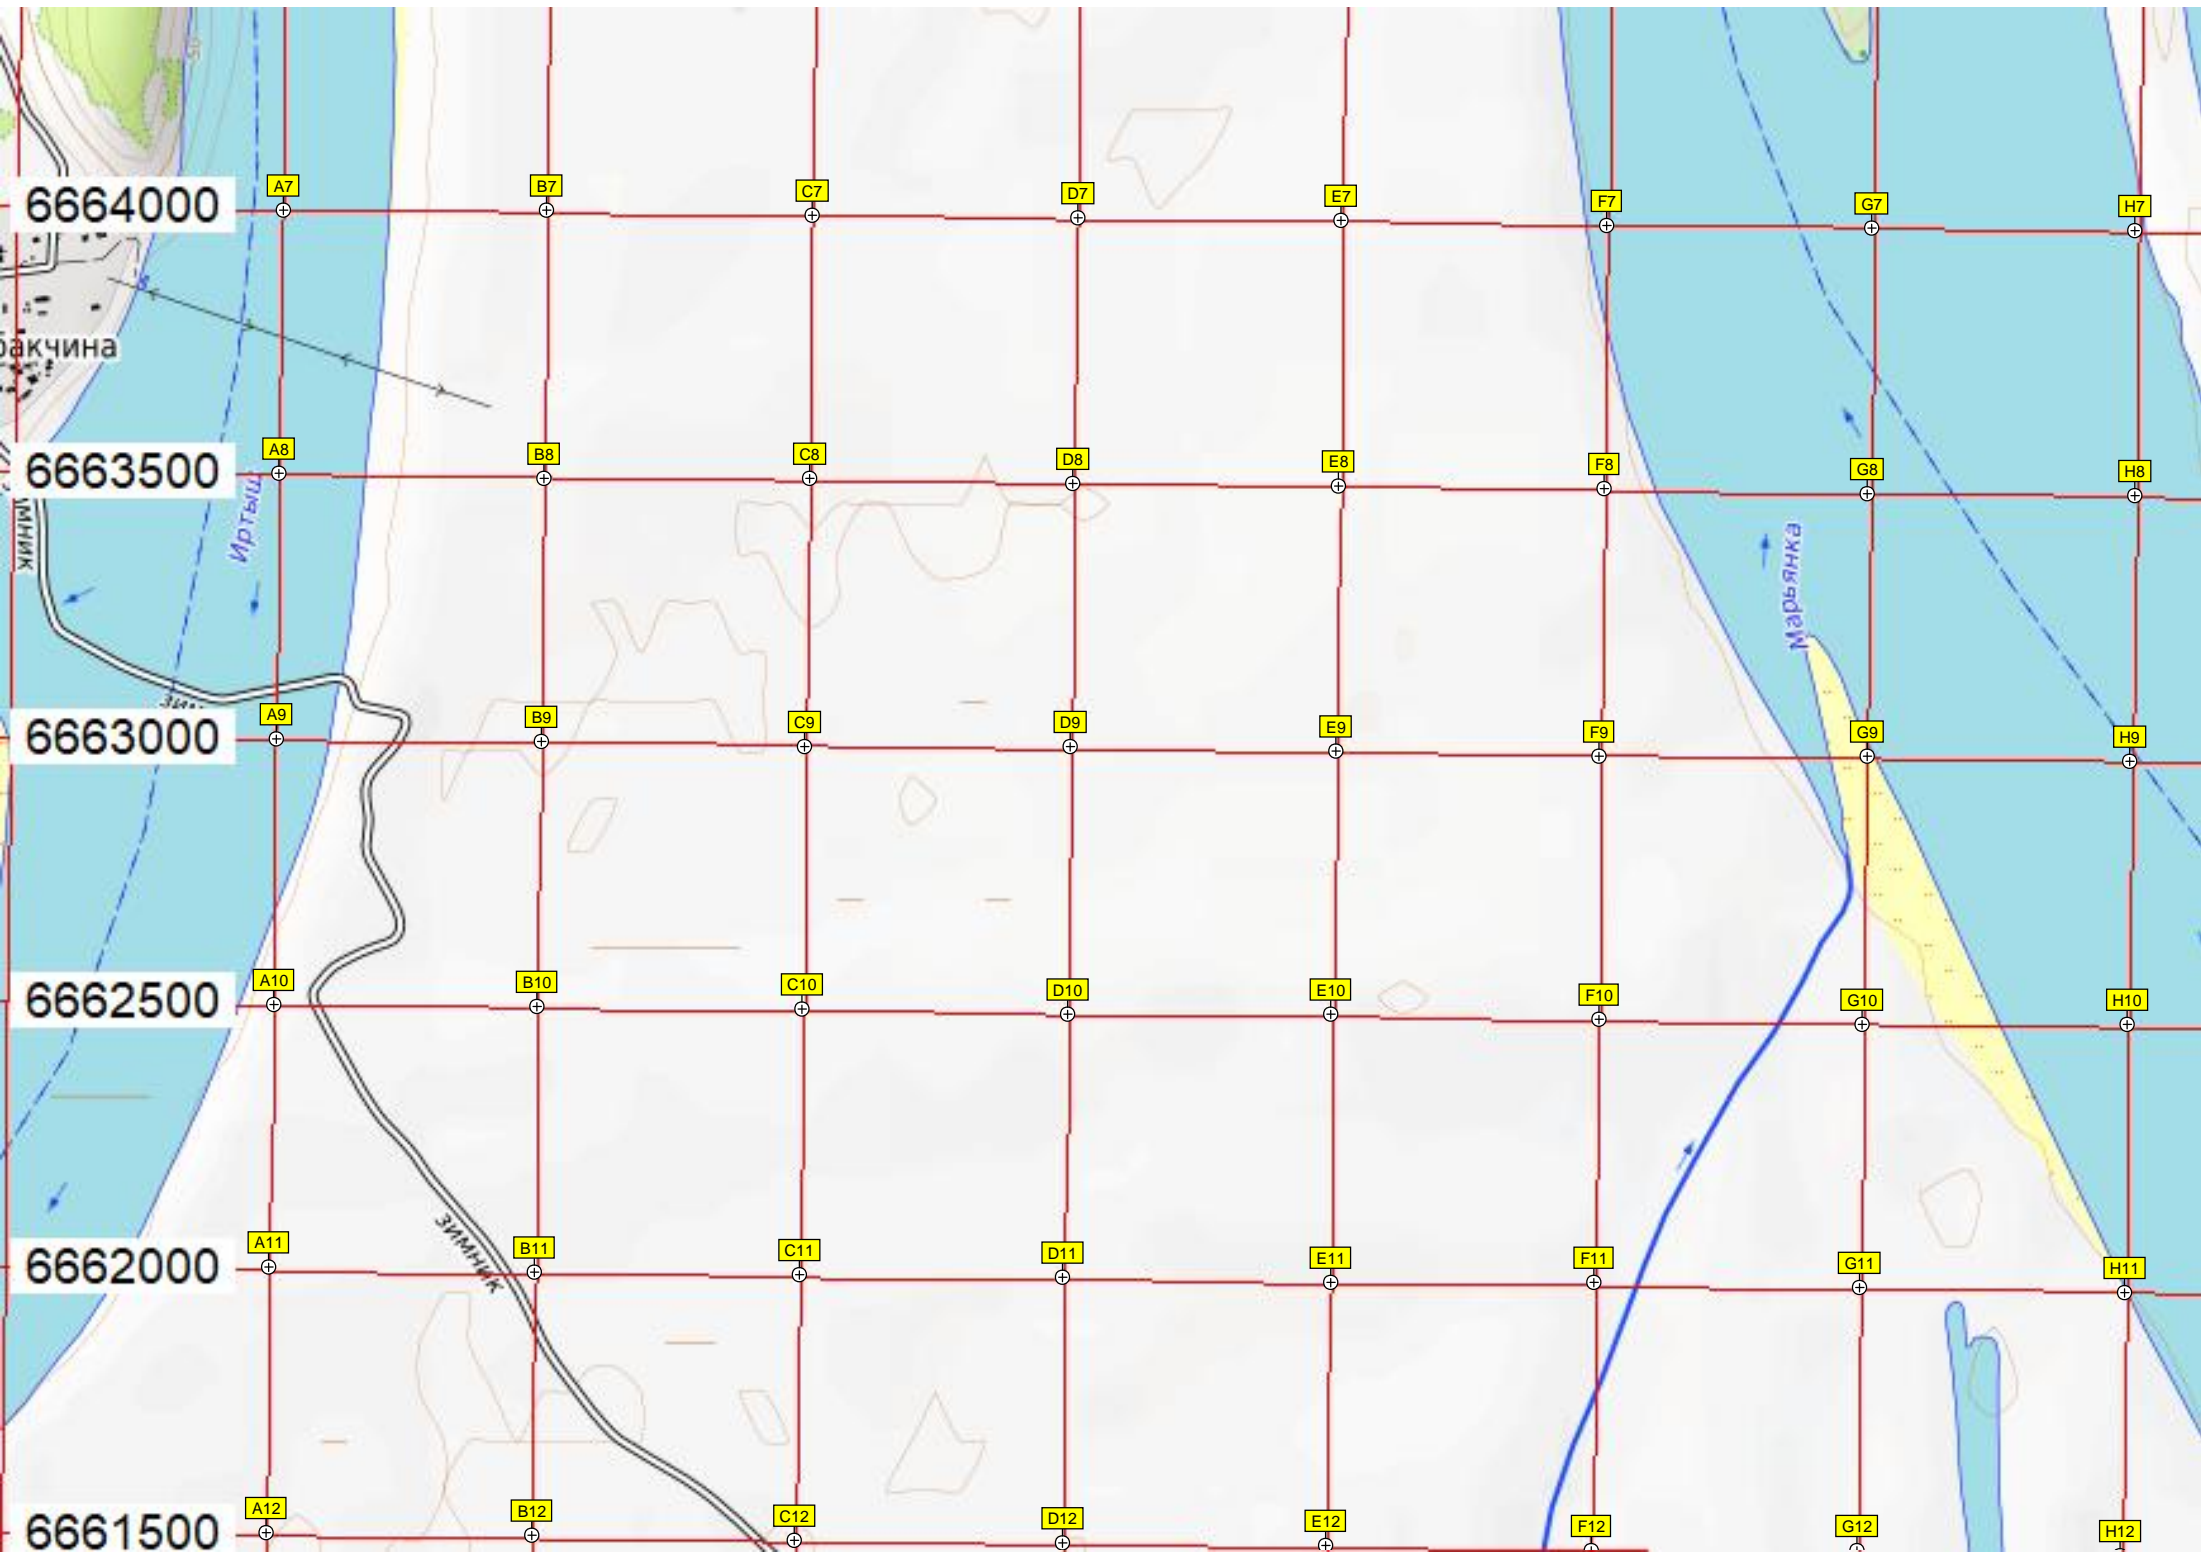 A7 B7 C7 D7 E7 F7 G7 H7
6664000
бакчина
A8 B8 C8 D8 E8 F8 G8 H8
6663500
Иртыш
Марьянка
A9 B9 C9 D9 E9 F9 G9 H9
6663000
A10 B10 C10 D10 E10 F10 G10 H10
6662500
зимник
A11 B11 C11 D11 E11 F11 G11 H11
6662000
A12 B12 C12 D12 E12 F12 G12 H12
6661500